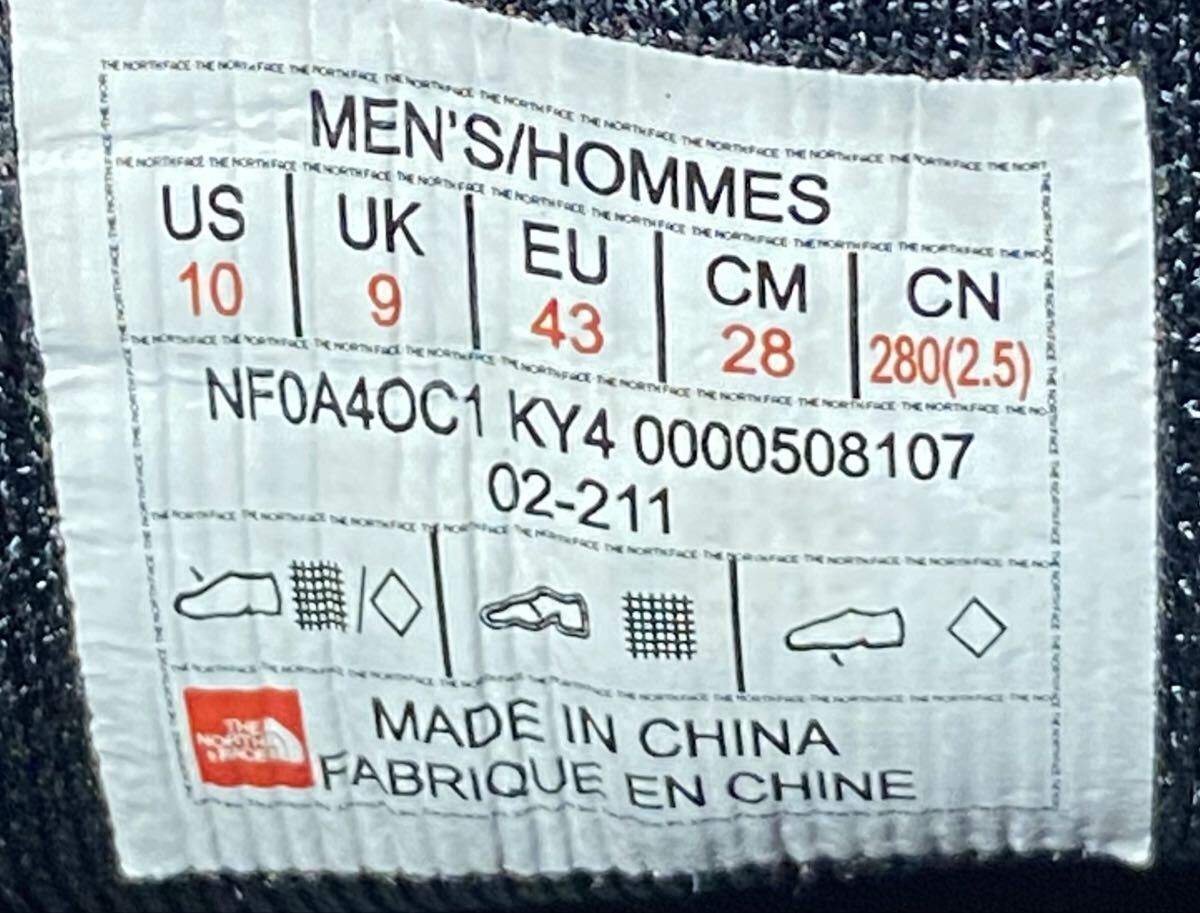 MEN'S/HOMMES
US UK EU CM CN
10 9 43 28 280(2.5)
NF0A4OC1 KY4 0000508107
02-211
THE
NORTH
FACE
MADE IN CHINA
FABRIQUE EN CHINE